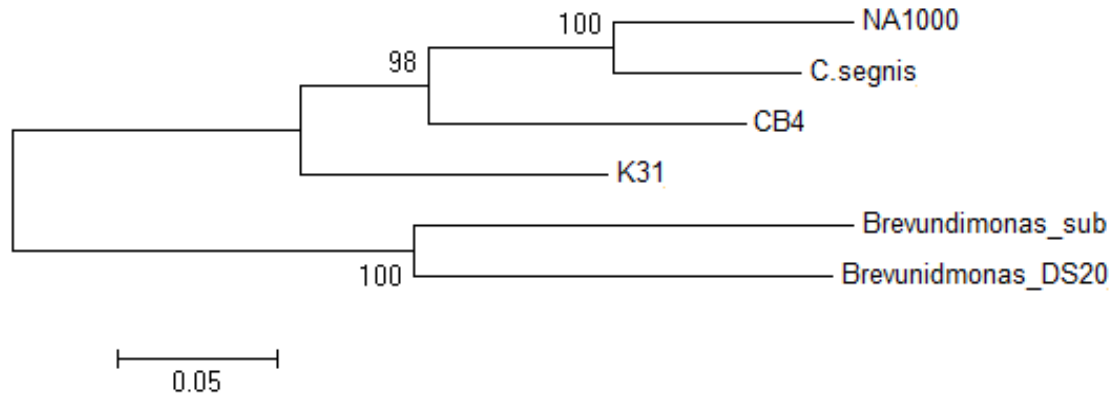 100
NA1000
C.segnis
98
CB4
K31
Brevundimonas_sub
100
Brevunidmonas_DS20
0.05